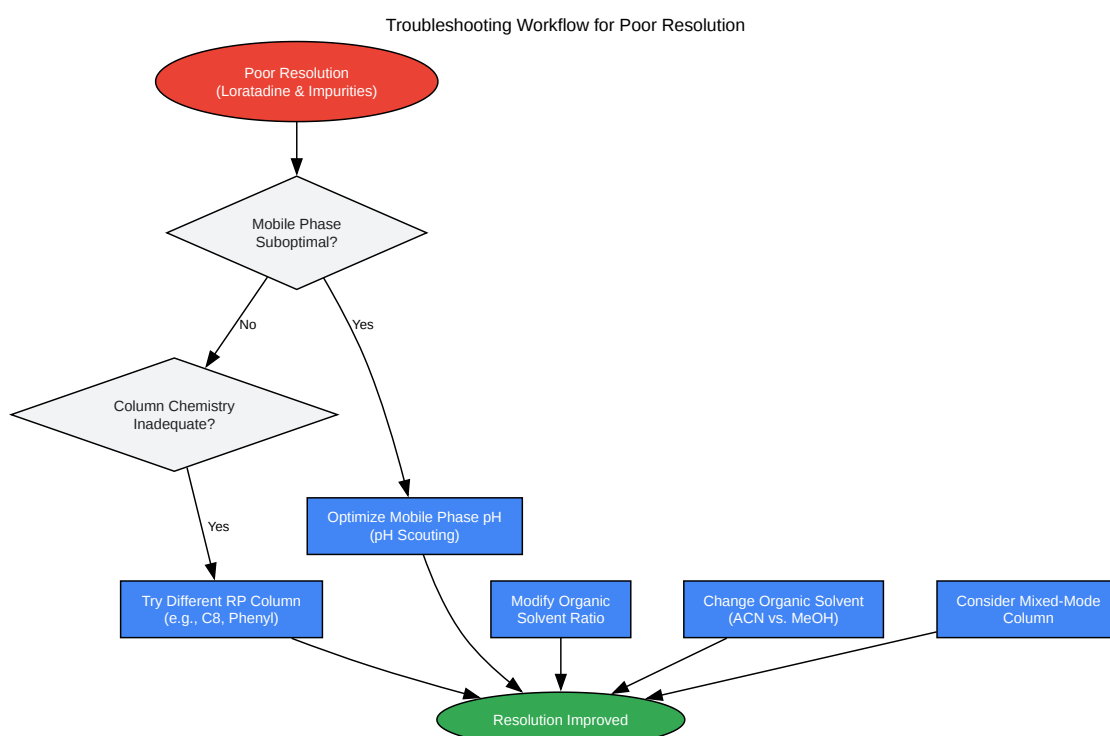 Troubleshooting Workflow for Poor Resolution
Poor Resolution
(Loratadine & Impurities)
Mobile Phase
Suboptimal?
No
Yes
Column Chemistry
Inadequate?
Yes
Optimize Mobile Phase pH
(pH Scouting)
Try Different RP Column
(e.g., C8, Phenyl)
Modify Organic
Solvent Ratio
Change Organic Solvent
(ACN vs. MeOH)
Consider Mixed-Mode
Column
Resolution Improved